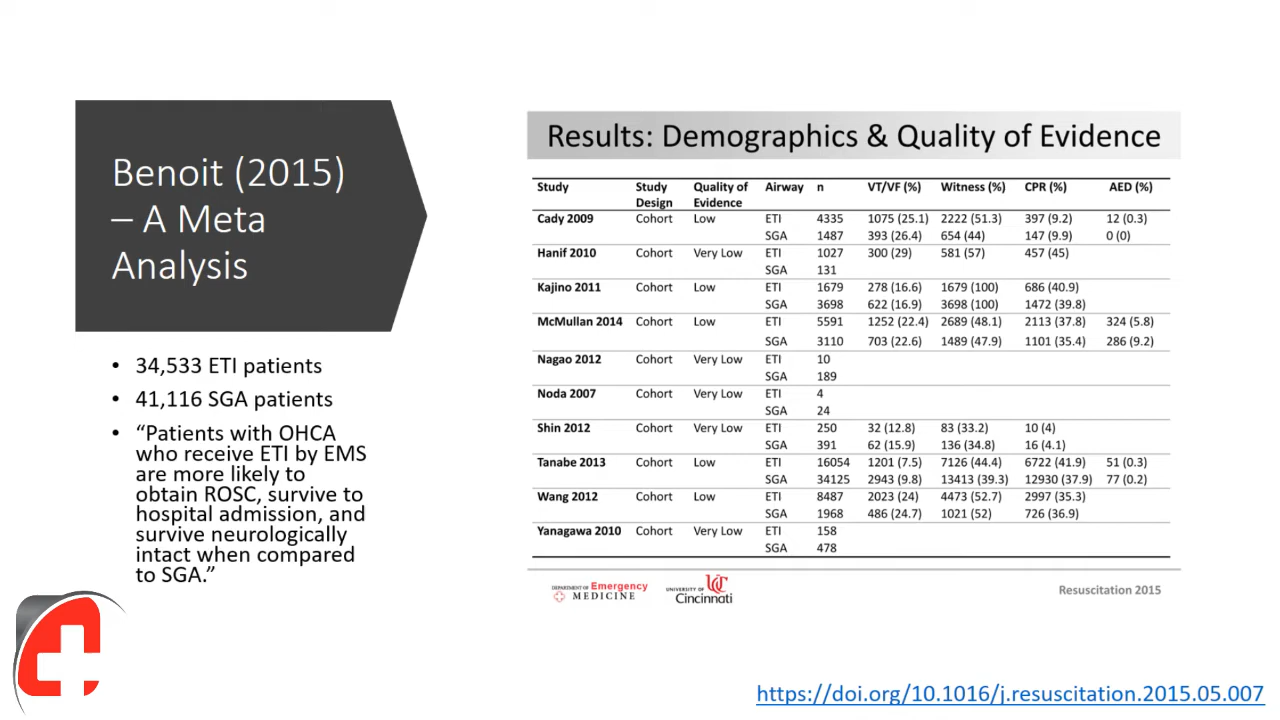 Benoit (2015)
– A Meta
Analysis
• 34,533 ETI patients
• 41,116 SGA patients
• “Patients with OHCA
who receive ETI by EMS
are more likely to
obtain ROSC, survive to
hospital admission, and
survive neurologically
intact when compared
to SGA.”
Results: Demographics & Quality of Evidence
Study Study Quality of Airway n VT/VF (%) Witness (%) CPR (%) AED (%)
Design Evidence
Cady 2009 Cohort Low ETI 4335 1075 (25.1) 2222 (51.3) 397 (9.2) 12 (0.3)
SGA 1487 393 (26.4) 654 (44) 147 (9.9) 0 (0)
Hanif 2010 Cohort Very Low ETI 1027 300 (29) 581 (57) 457 (45)
SGA 131
Kajino 2011 Cohort Low ETI 1679 278 (16.6) 1679 (100) 686 (40.9)
SGA 3698 622 (16.9) 3698 (100) 1472 (39.8)
McMullan 2014 Cohort Low ETI 5591 1252 (22.4) 2689 (48.1) 2113 (37.8) 324 (5.8)
SGA 3110 703 (22.6) 1489 (47.9) 1101 (35.4) 286 (9.2)
Nagao 2012 Cohort Very Low ETI 10
SGA 189
Noda 2007 Cohort Very Low ETI 4
SGA 24
Shin 2012 Cohort Very Low ETI 250 32 (12.8) 83 (33.2) 10 (4)
SGA 391 62 (15.9) 136 (34.8) 16 (4.1)
Tanabe 2013 Cohort Low ETI 16054 1201 (7.5) 7126 (44.4) 6722 (41.9) 51 (0.3)
SGA 34125 2943 (9.8) 13413 (39.3) 12930 (37.9) 77 (0.2)
Wang 2012 Cohort Low ETI 8487 2023 (24) 4473 (52.7) 2997 (35.3)
SGA 1968 486 (24.7) 1021 (52) 726 (36.9)
Yanagawa 2010 Cohort Very Low ETI 158
SGA 478
DEPARTMENT OF Emergency
MEDICINE
UNIVERSITY OF UC
Cincinnati
Resuscitation 2015
https://doi.org/10.1016/j.resuscitation.2015.05.007